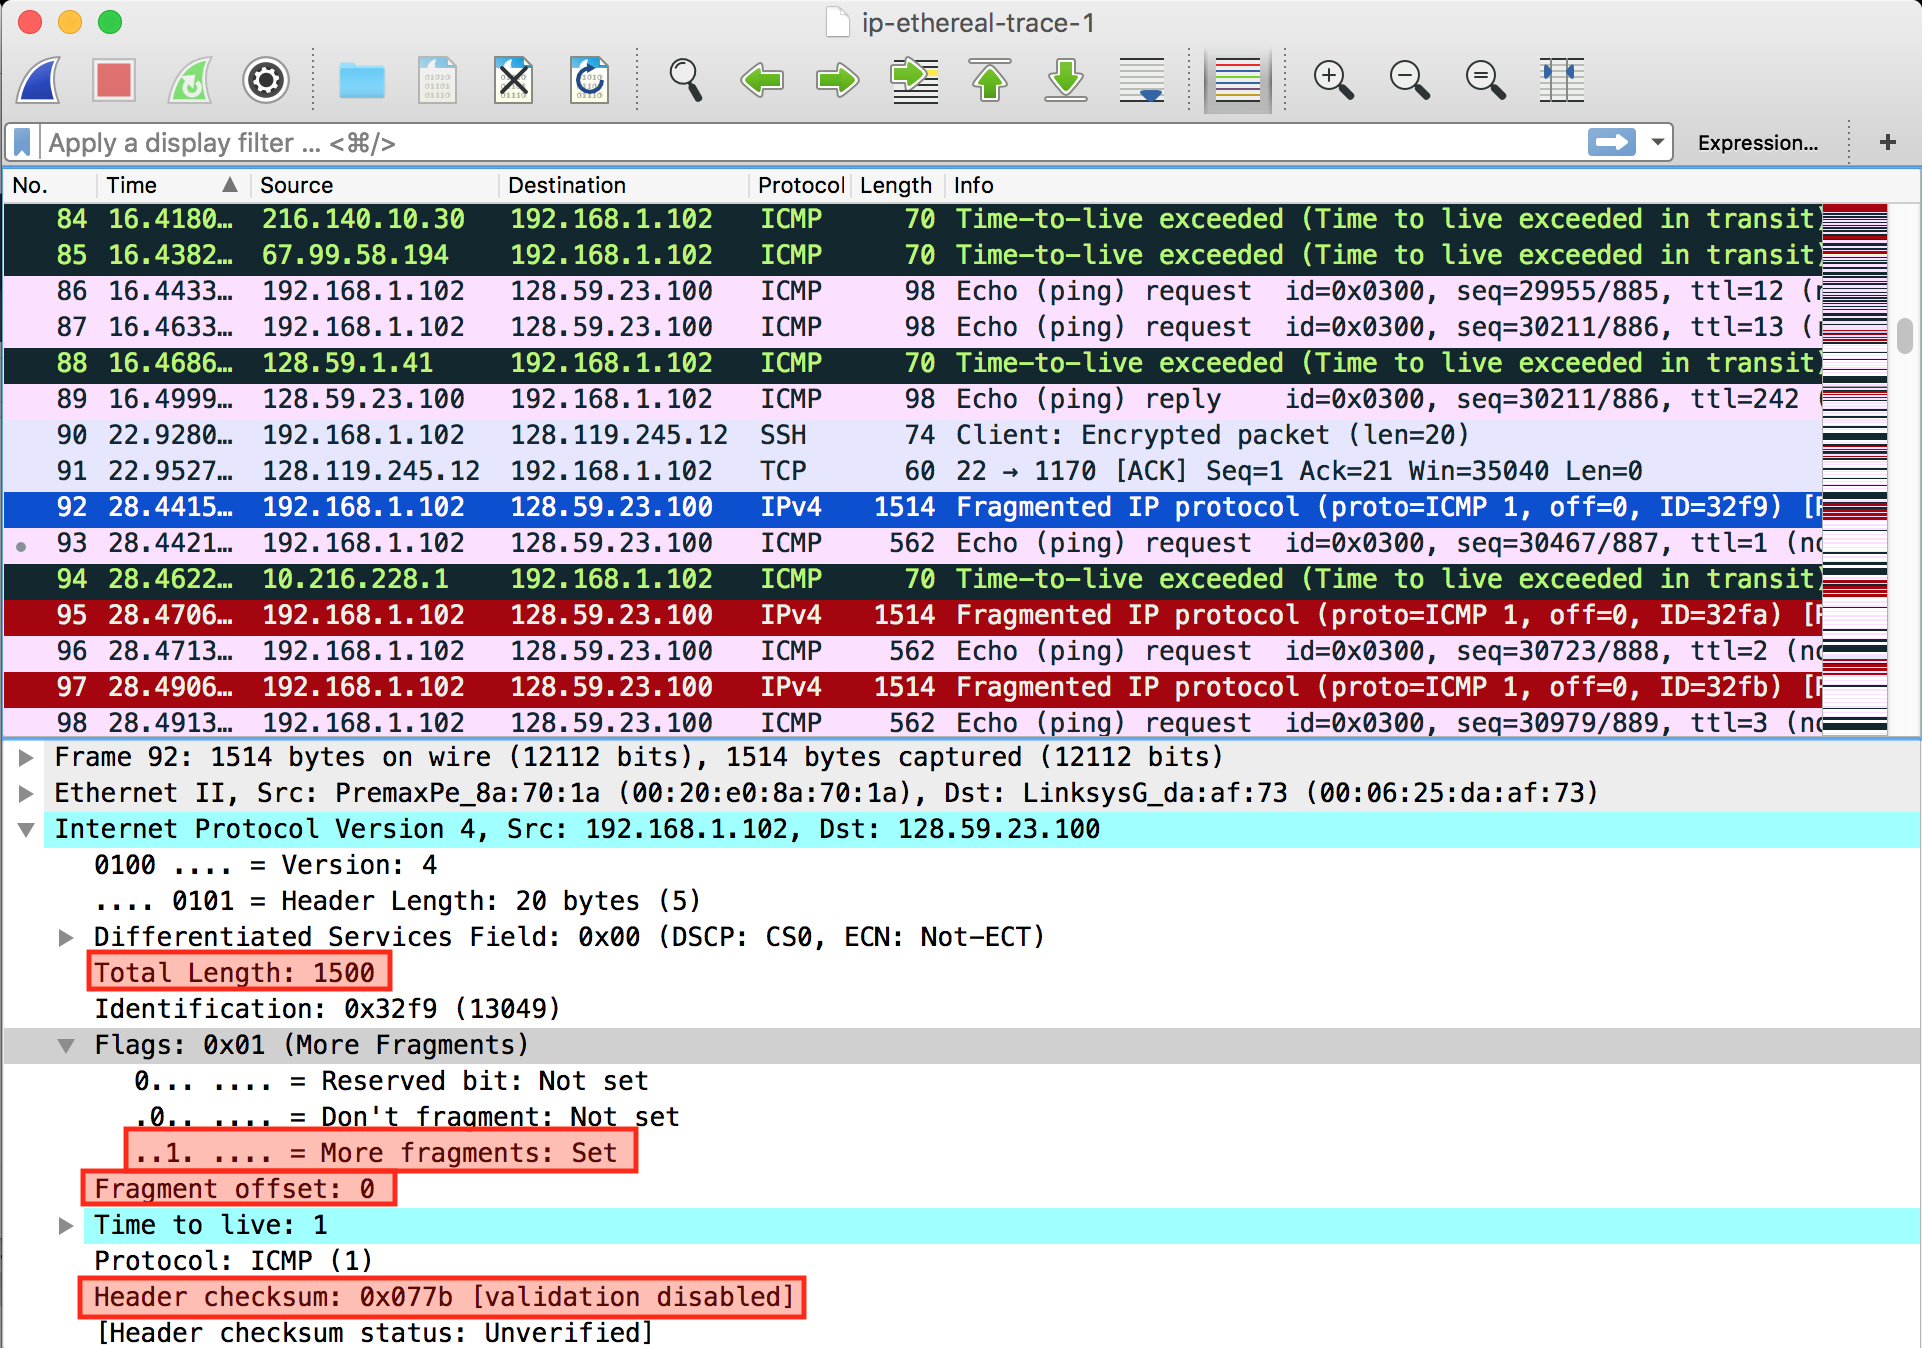 ip-ethereal-trace-1
Apply a display filter ... <⌘/>
Expression...
+
No. Time Source Destination Protocol Length Info
84 16.4180… 216.140.10.30 192.168.1.102 ICMP 70 Time-to-live exceeded (Time to live exceeded in transit)
85 16.4382… 67.99.58.194 192.168.1.102 ICMP 70 Time-to-live exceeded (Time to live exceeded in transit)
86 16.4433… 192.168.1.102 128.59.23.100 ICMP 98 Echo (ping) request id=0x0300, seq=29955/885, ttl=12
87 16.4633… 192.168.1.102 128.59.23.100 ICMP 98 Echo (ping) request id=0x0300, seq=30211/886, ttl=13
88 16.4686… 128.59.1.41 192.168.1.102 ICMP 70 Time-to-live exceeded (Time to live exceeded in transit)
89 16.4999… 128.59.23.100 192.168.1.102 ICMP 98 Echo (ping) reply id=0x0300, seq=30211/886, ttl=242
90 22.9280… 192.168.1.102 128.119.245.12 SSH 74 Client: Encrypted packet (len=20)
91 22.9527… 128.119.245.12 192.168.1.102 TCP 60 22 → 1170 [ACK] Seq=1 Ack=21 Win=35040 Len=0
92 28.4415… 192.168.1.102 128.59.23.100 IPv4 1514 Fragmented IP protocol (proto=ICMP 1, off=0, ID=32f9)
93 28.4421… 192.168.1.102 128.59.23.100 ICMP 562 Echo (ping) request id=0x0300, seq=30467/887, ttl=1
94 28.4622… 10.216.228.1 192.168.1.102 ICMP 70 Time-to-live exceeded (Time to live exceeded in transit)
95 28.4706… 192.168.1.102 128.59.23.100 IPv4 1514 Fragmented IP protocol (proto=ICMP 1, off=0, ID=32fa)
96 28.4713… 192.168.1.102 128.59.23.100 ICMP 562 Echo (ping) request id=0x0300, seq=30723/888, ttl=2
97 28.4906… 192.168.1.102 128.59.23.100 IPv4 1514 Fragmented IP protocol (proto=ICMP 1, off=0, ID=32fb)
98 28.4913… 192.168.1.102 128.59.23.100 ICMP 562 Echo (ping) request id=0x0300, seq=30979/889, ttl=3
Frame 92: 1514 bytes on wire (12112 bits), 1514 bytes captured (12112 bits)
Ethernet II, Src: PremaxPe_8a:70:1a (00:20:e0:8a:70:1a), Dst: LinksysG_da:af:73 (00:06:25:da:af:73)
Internet Protocol Version 4, Src: 192.168.1.102, Dst: 128.59.23.100
0100 .... = Version: 4
.... 0101 = Header Length: 20 bytes (5)
Differentiated Services Field: 0x00 (DSCP: CS0, ECN: Not-ECT)
Total Length: 1500
Identification: 0x32f9 (13049)
Flags: 0x01 (More Fragments)
0... .... = Reserved bit: Not set
.0.. .... = Don't fragment: Not set
..1. .... = More fragments: Set
Fragment offset: 0
Time to live: 1
Protocol: ICMP (1)
Header checksum: 0x077b [validation disabled]
[Header checksum status: Unverified]